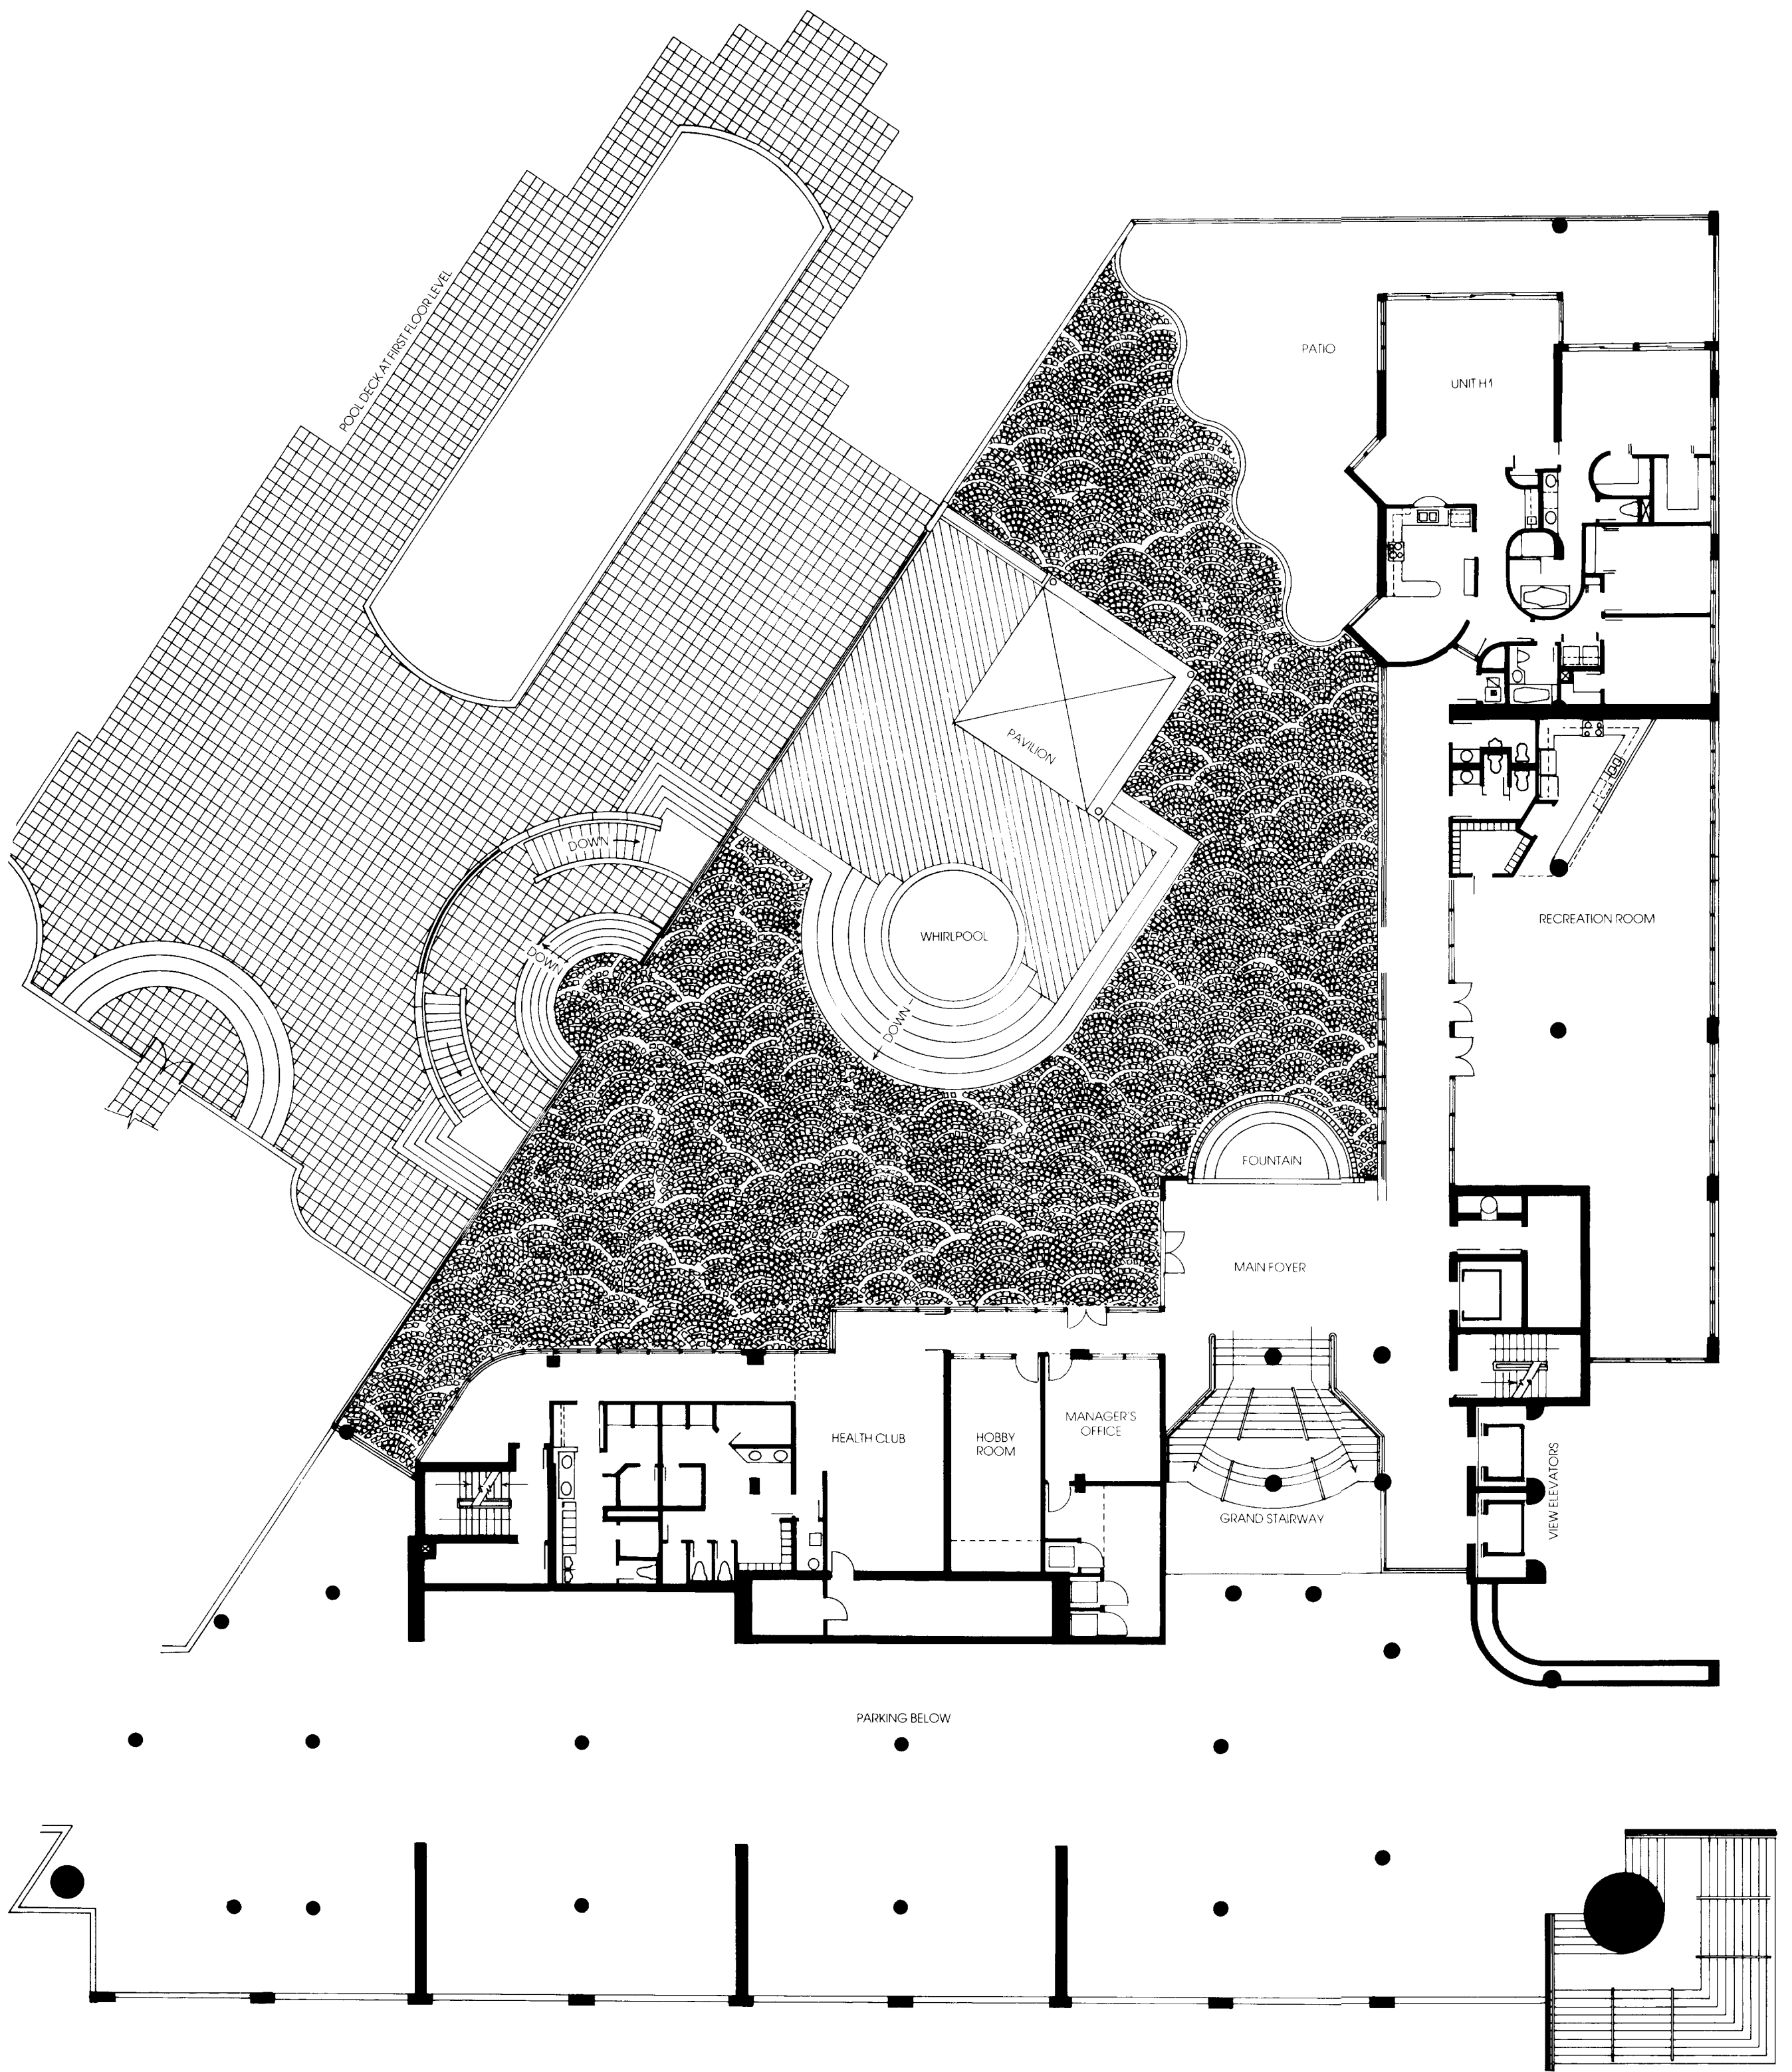 POOL DECK AT FIRST FLOOR LEVEL
PATIO
UNIT H1
PAVILION
DOWN
DOWN
WHIRLPOOL
DOWN
RECREATION ROOM
FOUNTAIN
MAIN FOYER
HEALTH CLUB
HOBBY
ROOM
MANAGER'S
OFFICE
GRAND STAIRWAY
VIEW ELEVATORS
PARKING BELOW